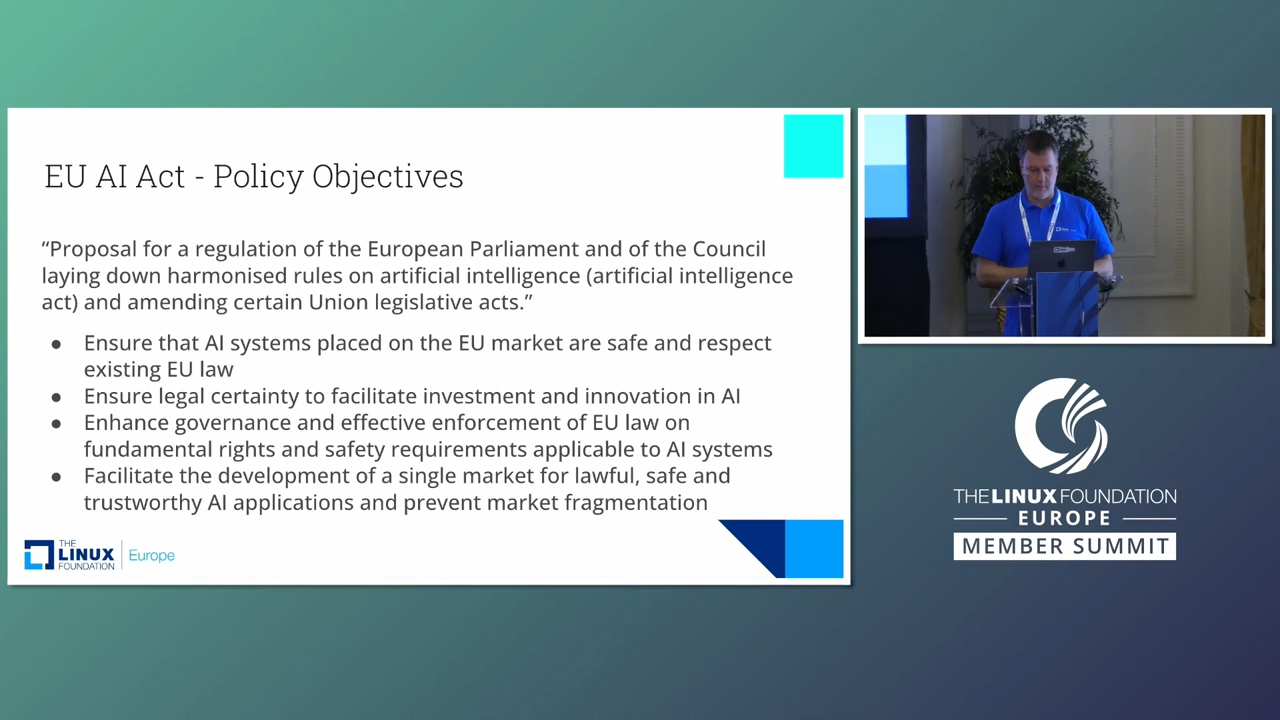 EU AI Act - Policy Objectives
“Proposal for a regulation of the European Parliament and of the Council
laying down harmonised rules on artificial intelligence (artificial intelligence
act) and amending certain Union legislative acts.”
● Ensure that AI systems placed on the EU market are safe and respect
existing EU law
● Ensure legal certainty to facilitate investment and innovation in AI
● Enhance governance and effective enforcement of EU law on
fundamental rights and safety requirements applicable to AI systems
● Facilitate the development of a single market for lawful, safe and
trustworthy AI applications and prevent market fragmentation
THE
LINUX
FOUNDATION
Europe
THE LINUX FOUNDATION
EUROPE
MEMBER SUMMIT